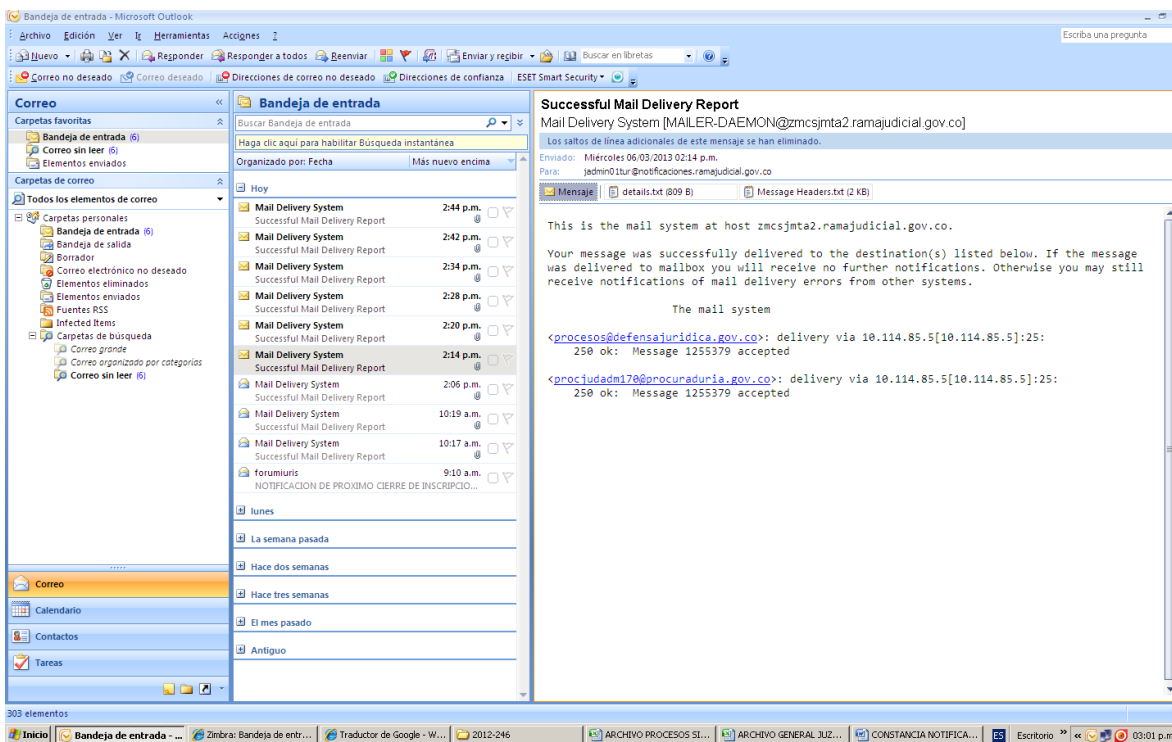 Bandeja de entrada - Microsoft Outlook
Archivo Edición Ver Ir Herramientas Acciones ?
Escriba una pregunta
Nuevo Responder Responder a todos Reenviar Enviar y recibir Buscar en libretas
Correo no deseado Correo deseado Direcciones de correo no deseado Direcciones de confianza ESET Smart Security
Correo
Carpetas favoritas
Bandeja de entrada (6)
Correo sin leer (6)
Elementos enviados
Carpetas de correo
Todos los elementos de correo
Carpetas personales
Bandeja de entrada (6)
Bandeja de salida
Borrador
Correo electrónico no deseado
Elementos eliminados
Elementos enviados
Fuentes RSS
Infected Items
Carpetas de búsqueda
Correo grande
Correo organizado por categorías
Correo sin leer (6)
Correo
Calendario
Contactos
Tareas
Bandeja de entrada
Buscar Bandeja de entrada
Haga clic aquí para habilitar Búsqueda instantánea
Organizado por: Fecha Más nuevo encima
Hoy
Mail Delivery System 2:44 p.m.
Successful Mail Delivery Report
Mail Delivery System 2:42 p.m.
Successful Mail Delivery Report
Mail Delivery System 2:34 p.m.
Successful Mail Delivery Report
Mail Delivery System 2:28 p.m.
Successful Mail Delivery Report
Mail Delivery System 2:20 p.m.
Successful Mail Delivery Report
Mail Delivery System 2:14 p.m.
Successful Mail Delivery Report
Mail Delivery System 2:06 p.m.
Successful Mail Delivery Report
Mail Delivery System 10:19 a.m.
Successful Mail Delivery Report
Mail Delivery System 10:17 a.m.
Successful Mail Delivery Report
forumiuris 9:10 a.m.
NOTIFICACION DE PROXIMO CIERRE DE INSCRIPCIO...
lunes
La semana pasada
Hace dos semanas
Hace tres semanas
El mes pasado
Antiguo
Successful Mail Delivery Report
Mail Delivery System [MAILER-DAEMON@zmcsjmta2.ramajudicial.gov.co]
Los saltos de línea adicionales de este mensaje se han eliminado.
Enviado: Miércoles 06/03/2013 02:14 p.m.
Para: jadmin01tur@notificaciones.ramajudicial.gov.co
Mensaje details.txt (809 B) Message Headers.txt (2 KB)
This is the mail system at host zmcsjmta2.ramajudicial.gov.co.
Your message was successfully delivered to the destination(s) listed below. If the message
was delivered to mailbox you will receive no further notifications. Otherwise you may still
receive notifications of mail delivery errors from other systems.
The mail system
<procesos@defensajuridica.gov.co>: delivery via 10.114.85.5[10.114.85.5]:25:
250 ok: Message 1255379 accepted
<procjudadm170@procuraduria.gov.co>: delivery via 10.114.85.5[10.114.85.5]:25:
250 ok: Message 1255379 accepted
303 elementos
Inicio Bandeja de entrada - ... Zimbra: Bandeja de entr... Traductor de Google - W... 2012-246 ARCHIVO PROCESOS SI... ARCHIVO GENERAL JUZ... CONSTANCIA NOTIFICA... ES Escritorio 03:01 p.m